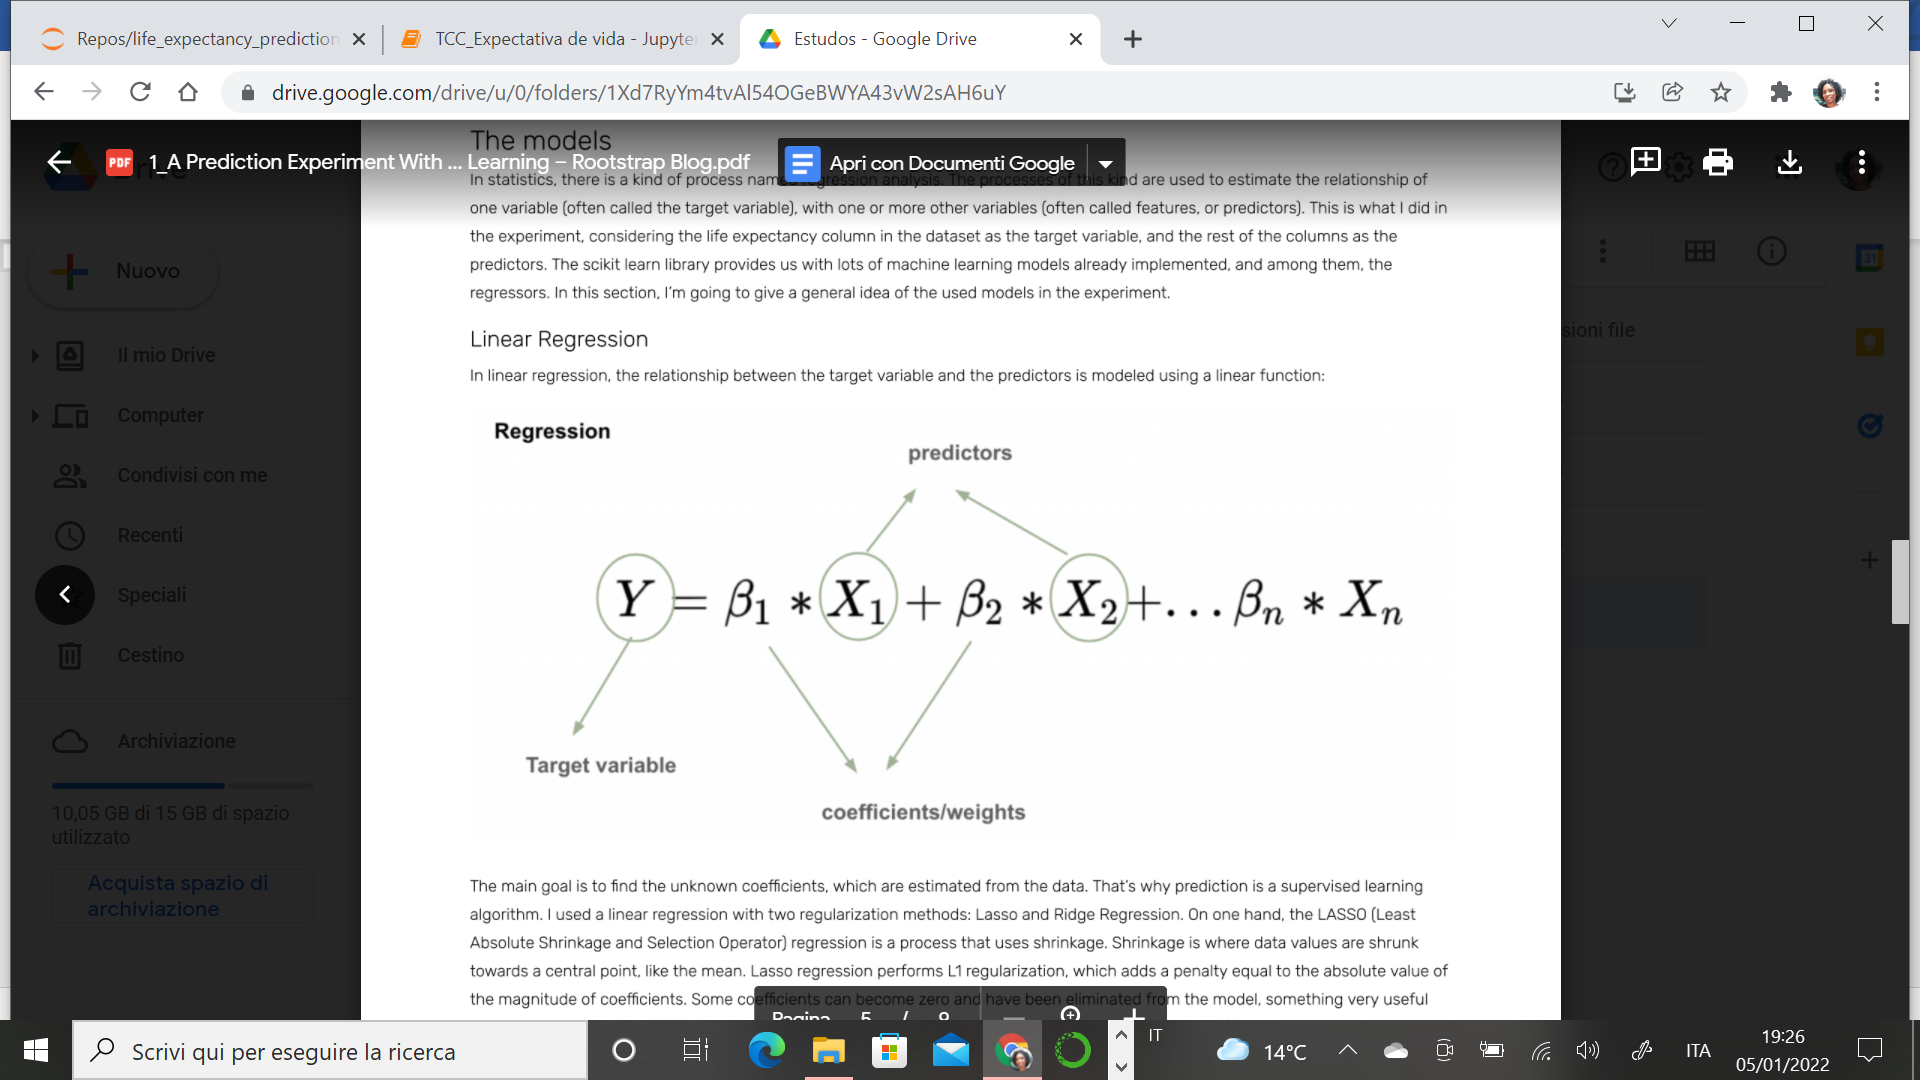 Repos/life_expectancy_prediction
TCC_Expectativa de vida - Jupyter
Estudos - Google Drive
drive.google.com/drive/u/0/folders/1Xd7RyYm4tvAl54OGeBWYA43vW2sAH6uY
PDF
1_A Prediction Experiment With ... Learning – Rootstrap Blog.pdf
Apri con Documenti Google
Nuovo
Il mio Drive
Computer
Condivisi con me
Recenti
Speciali
Cestino
Archiviazione
10,05 GB di 15 GB di spazio
utilizzato
Acquista spazio di
archiviazione
The models
In statistics, there is a kind of process named regression analysis. The processes of this kind are used to estimate the relationship of
one variable (often called the target variable), with one or more other variables (often called features, or predictors). This is what I did in
the experiment, considering the life expectancy column in the dataset as the target variable, and the rest of the columns as the
predictors. The scikit learn library provides us with lots of machine learning models already implemented, and among them, the
regressors. In this section, I'm going to give a general idea of the used models in the experiment.
Linear Regression
In linear regression, the relationship between the target variable and the predictors is modeled using a linear function:
Regression
predictors
Y = β1 * X1 + β2 * X2 +... βn * Xn
Target variable
coefficients/weights
The main goal is to find the unknown coefficients, which are estimated from the data. That's why prediction is a supervised learning
algorithm. I used a linear regression with two regularization methods: Lasso and Ridge Regression. On one hand, the LASSO (Least
Absolute Shrinkage and Selection Operator) regression is a process that uses shrinkage. Shrinkage is where data values are shrunk
towards a central point, like the mean. Lasso regression performs L1 regularization, which adds a penalty equal to the absolute value of
the magnitude of coefficients. Some coefficients can become zero and have been eliminated from the model, something very useful
Pagina 5 / 9
sioni file
31
Scrivi qui per eseguire la ricerca
IT
14°C
ITA
19:26
05/01/2022